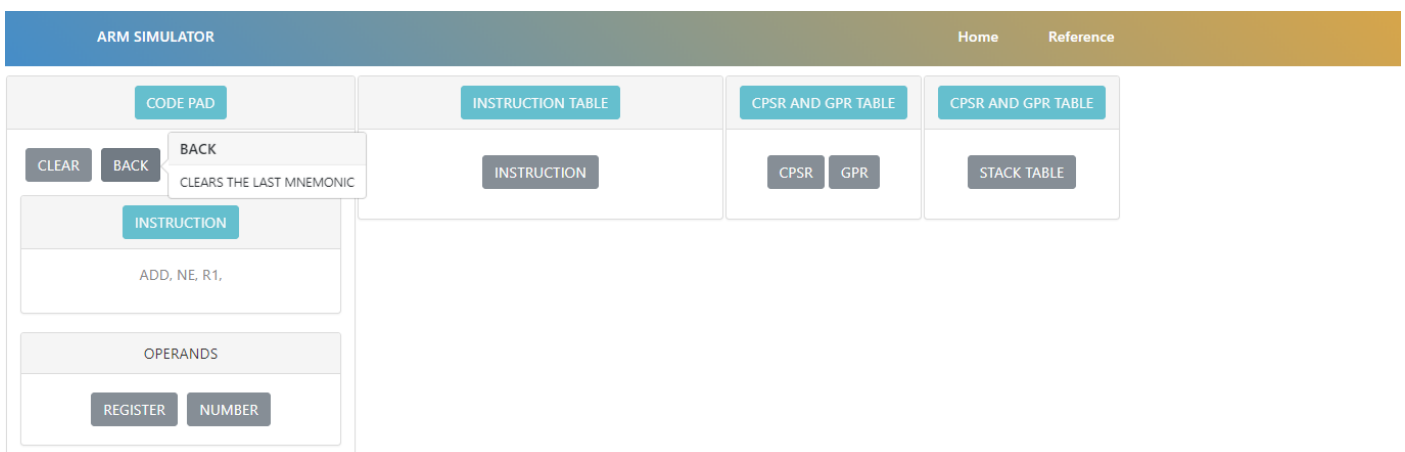 ARM SIMULATOR Home Reference
CODE PAD
CLEAR BACK
BACK
CLEARS THE LAST MNEMONIC
INSTRUCTION
ADD, NE, R1,
OPERANDS
REGISTER NUMBER
INSTRUCTION TABLE
INSTRUCTION
CPSR AND GPR TABLE
CPSR GPR
CPSR AND GPR TABLE
STACK TABLE